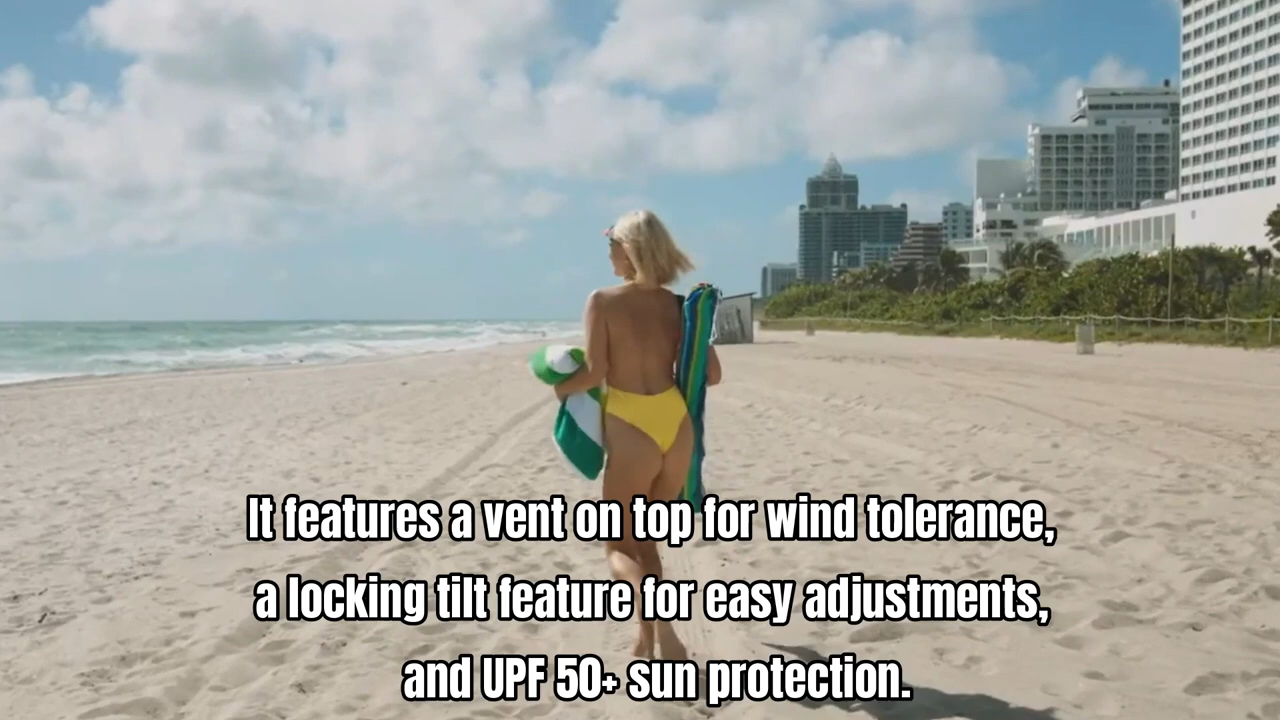 It features a vent on top for wind tolerance,
a locking tilt feature for easy adjustments,
and UPF 50+ sun protection.